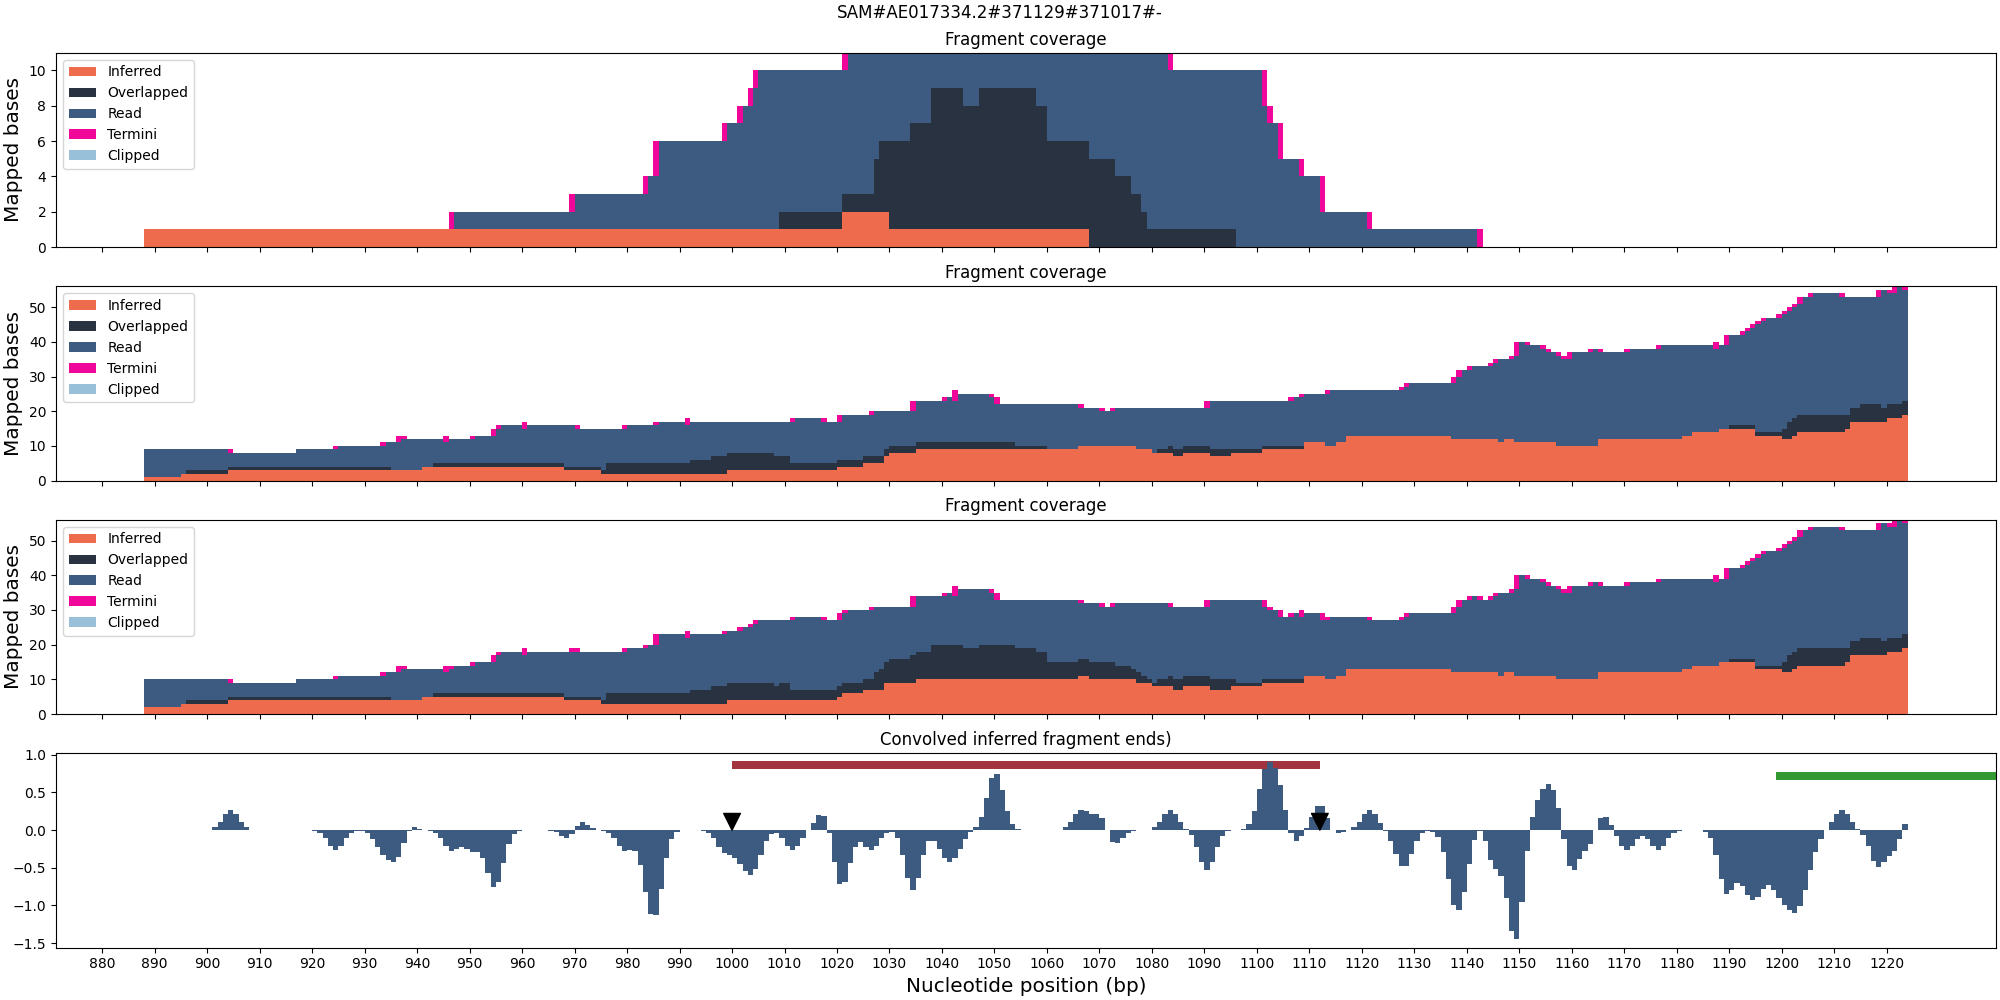 SAM#AE017334.2#371129#371017#-
Fragment coverage
Mapped bases
10
8
6
4
2
0
Inferred
Overlapped
Read
Termini
Clipped
Fragment coverage
Mapped bases
50
40
30
20
10
0
Inferred
Overlapped
Read
Termini
Clipped
Fragment coverage
Mapped bases
50
40
30
20
10
0
Inferred
Overlapped
Read
Termini
Clipped
Convolved inferred fragment ends)
1.0
0.5
0.0
−0.5
−1.0
−1.5
880 890 900 910 920 930 940 950 960 970 980 990 1000 1010 1020 1030 1040 1050 1060 1070 1080 1090 1100 1110 1120 1130 1140 1150 1160 1170 1180 1190 1200 1210 1220
Nucleotide position (bp)